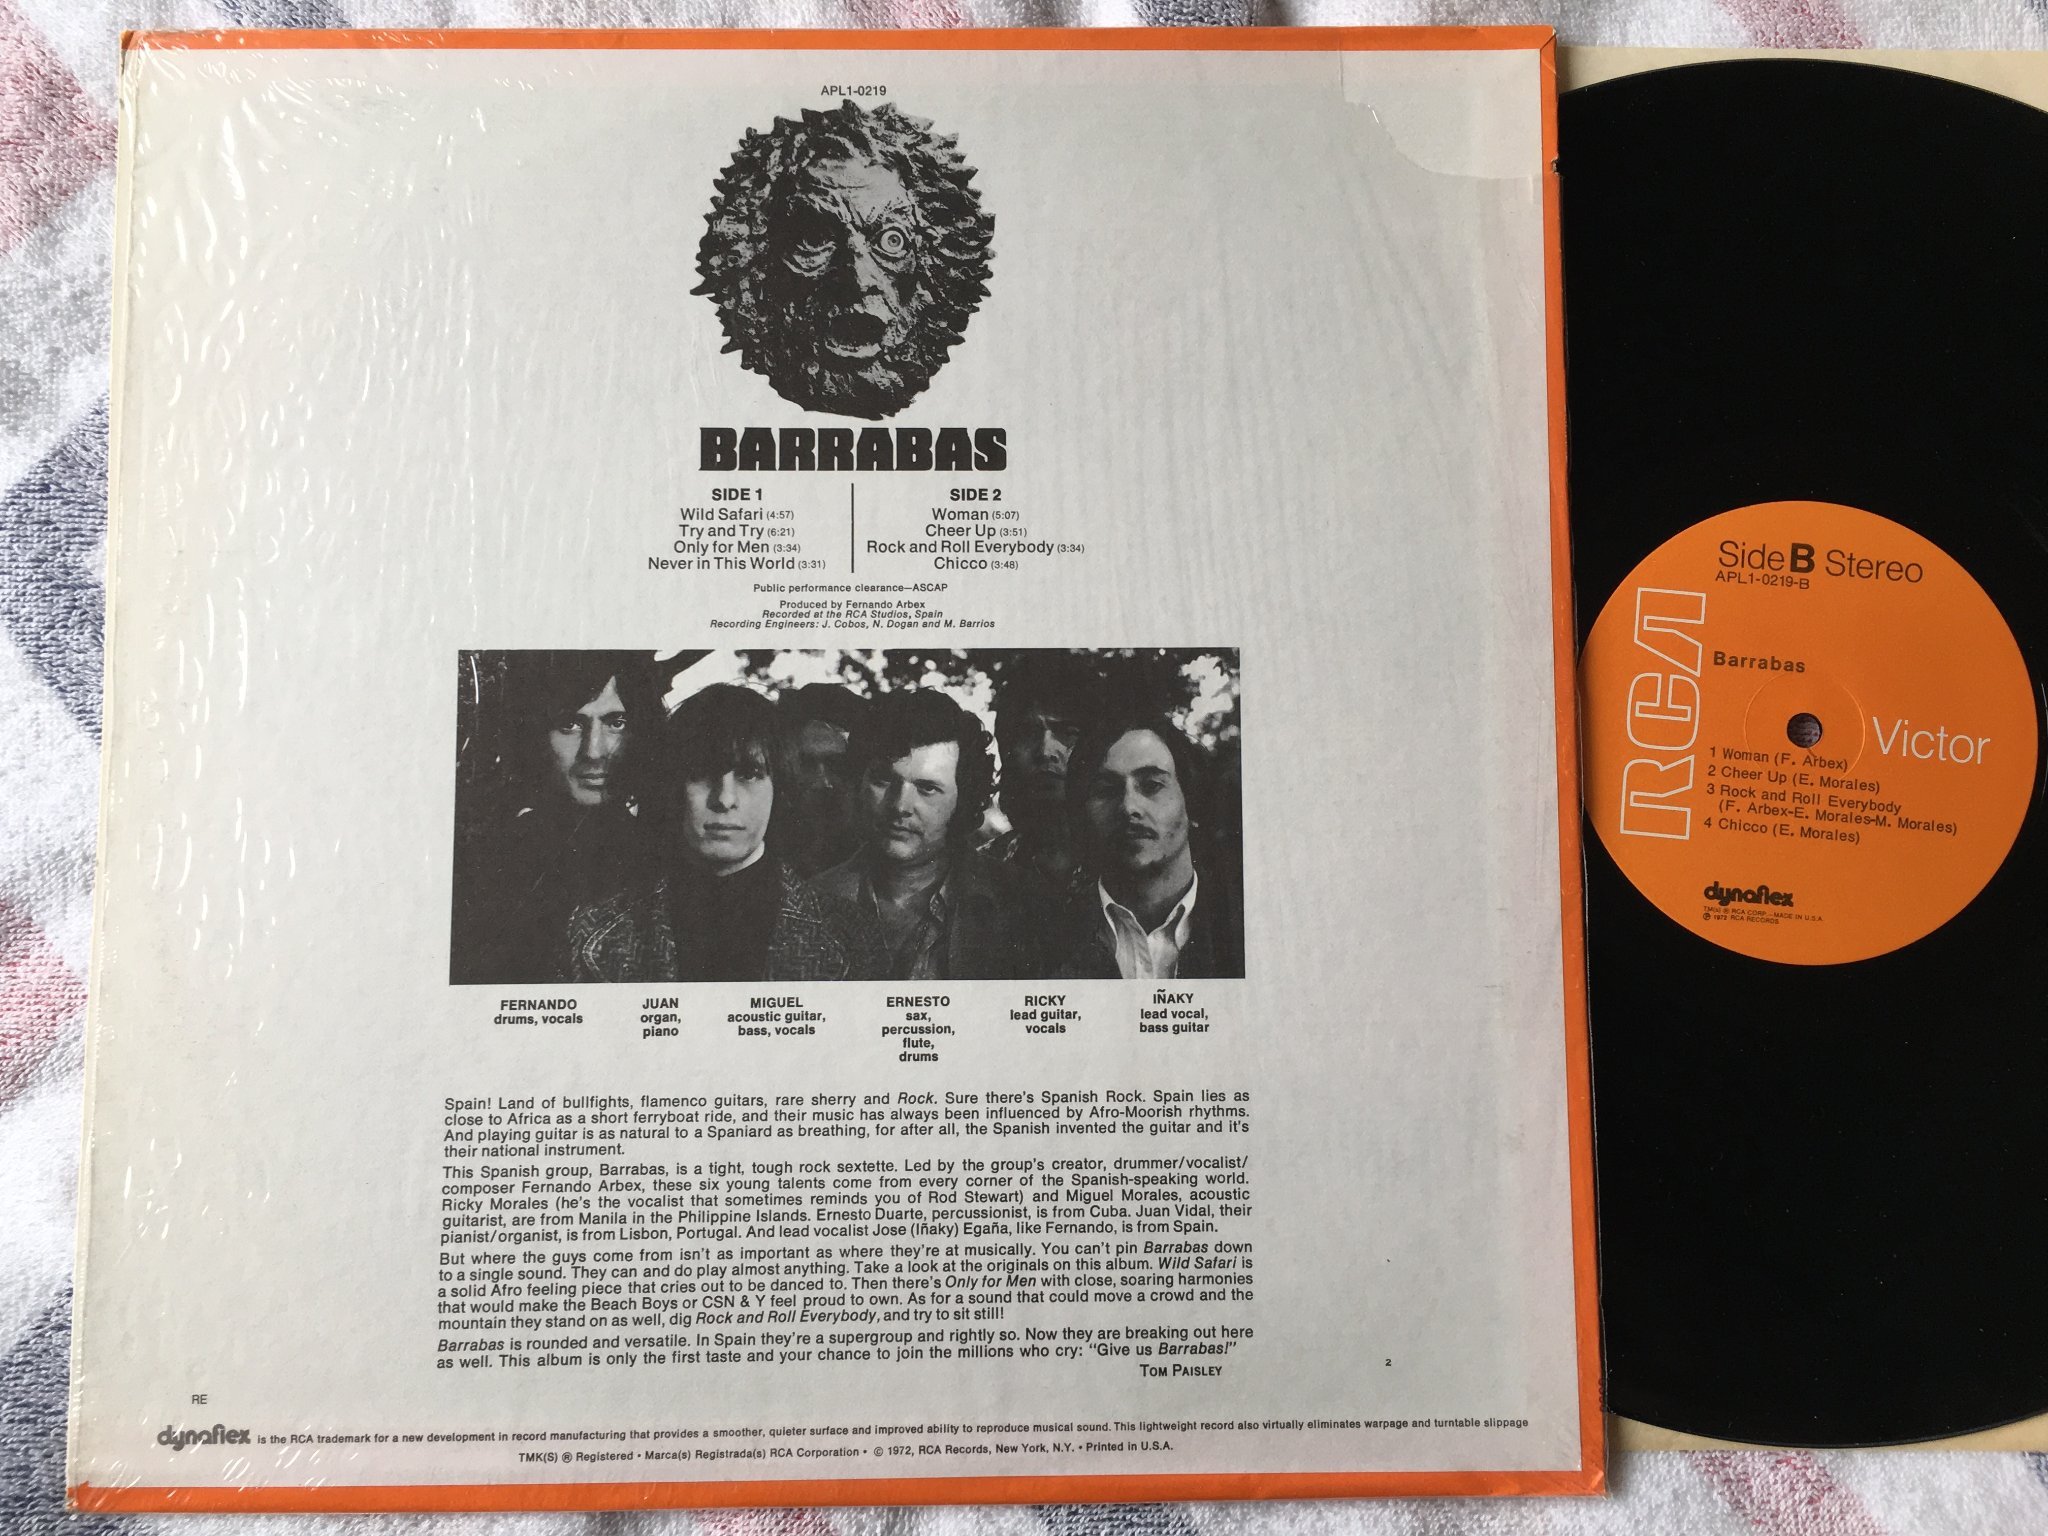 APL1-0219
BARRABAS
SIDE 1
Wild Safari (4:57)
Try and Try (6:21)
Only for Men (3:34)
Never in This World (3:31)
SIDE 2
Woman (5:07)
Cheer Up (3:51)
Rock and Roll Everybody (3:34)
Chicco (3:48)
Public performance clearance—ASCAP
Produced by Fernando Arbex
Recorded at the RCA Studios, Spain
Recording Engineers: J. Cobos, N. Dogan and M. Barrios
FERNANDO
drums, vocals
JUAN
organ,
piano
MIGUEL
acoustic guitar,
bass, vocals
ERNESTO
sax,
percussion,
flute,
drums
RICKY
lead guitar,
vocals
IÑAKY
lead vocal,
bass guitar
Spain! Land of bullfights, flamenco guitars, rare sherry and Rock. Sure there's Spanish Rock. Spain lies as
close to Africa as a short ferryboat ride, and their music has always been influenced by Afro-Moorish rhythms.
And playing guitar is as natural to a Spaniard as breathing, for after all, the Spanish invented the guitar and it's
their national instrument.
This Spanish group, Barrabas, is a tight, tough rock sextette. Led by the group's creator, drummer/vocalist/
composer Fernando Arbex, these six young talents come from every corner of the Spanish-speaking world.
Ricky Morales (he's the vocalist that sometimes reminds you of Rod Stewart) and Miguel Morales, acoustic
guitarist, are from Manila in the Philippine Islands. Ernesto Duarte, percussionist, is from Cuba. Juan Vidal, their
pianist/organist, is from Lisbon, Portugal. And lead vocalist Jose (Iñaky) Egaña, like Fernando, is from Spain.
But where the guys come from isn't as important as where they're at musically. You can't pin Barrabas down
to a single sound. They can and do play almost anything. Take a look at the originals on this album. Wild Safari is
a solid Afro feeling piece that cries out to be danced to. Then there's Only for Men with close, soaring harmonies
that would make the Beach Boys or CSN & Y feel proud to own. As for a sound that could move a crowd and the
mountain they stand on as well, dig Rock and Roll Everybody, and try to sit still!
Barrabas is rounded and versatile. In Spain they're a supergroup and rightly so. Now they are breaking out here
as well. This album is only the first taste and your chance to join the millions who cry: "Give us Barrabas!"
TOM PAISLEY
2
RE
dynaflex is the RCA trademark for a new development in record manufacturing that provides a smoother, quieter surface and improved ability to reproduce musical sound. This lightweight record also virtually eliminates warpage and turntable slippage
TMK(S) ® Registered • Marca(s) Registrada(s) RCA Corporation • © 1972, RCA Records, New York, N.Y. • Printed in U.S.A.
Side B Stereo
APL1-0219-B
RCA
Barrabas
Victor
1 Woman (F. Arbex)
2 Cheer Up (E. Morales)
3 Rock and Roll Everybody
(F. Arbex-E. Morales-M. Morales)
4 Chicco (E. Morales)
dynaflex
TM(s) ® RCA CORP.—MADE IN U.S.A.
℗ 1972 RCA RECORDS